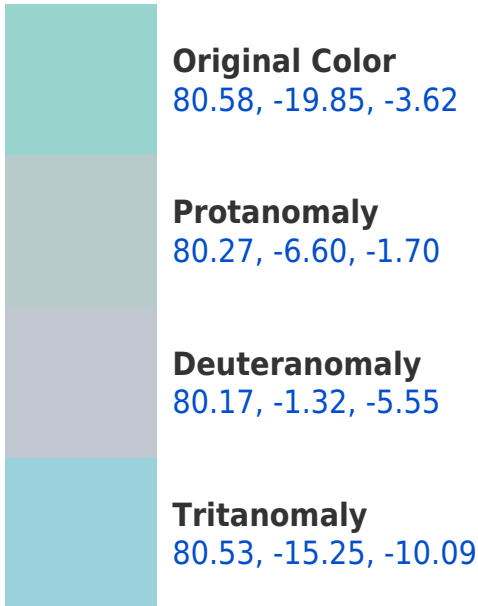 Original Color
80.58, -19.85, -3.62
Protanomaly
80.27, -6.60, -1.70
Deuteranomaly
80.17, -1.32, -5.55
Tritanomaly
80.53, -15.25, -10.09